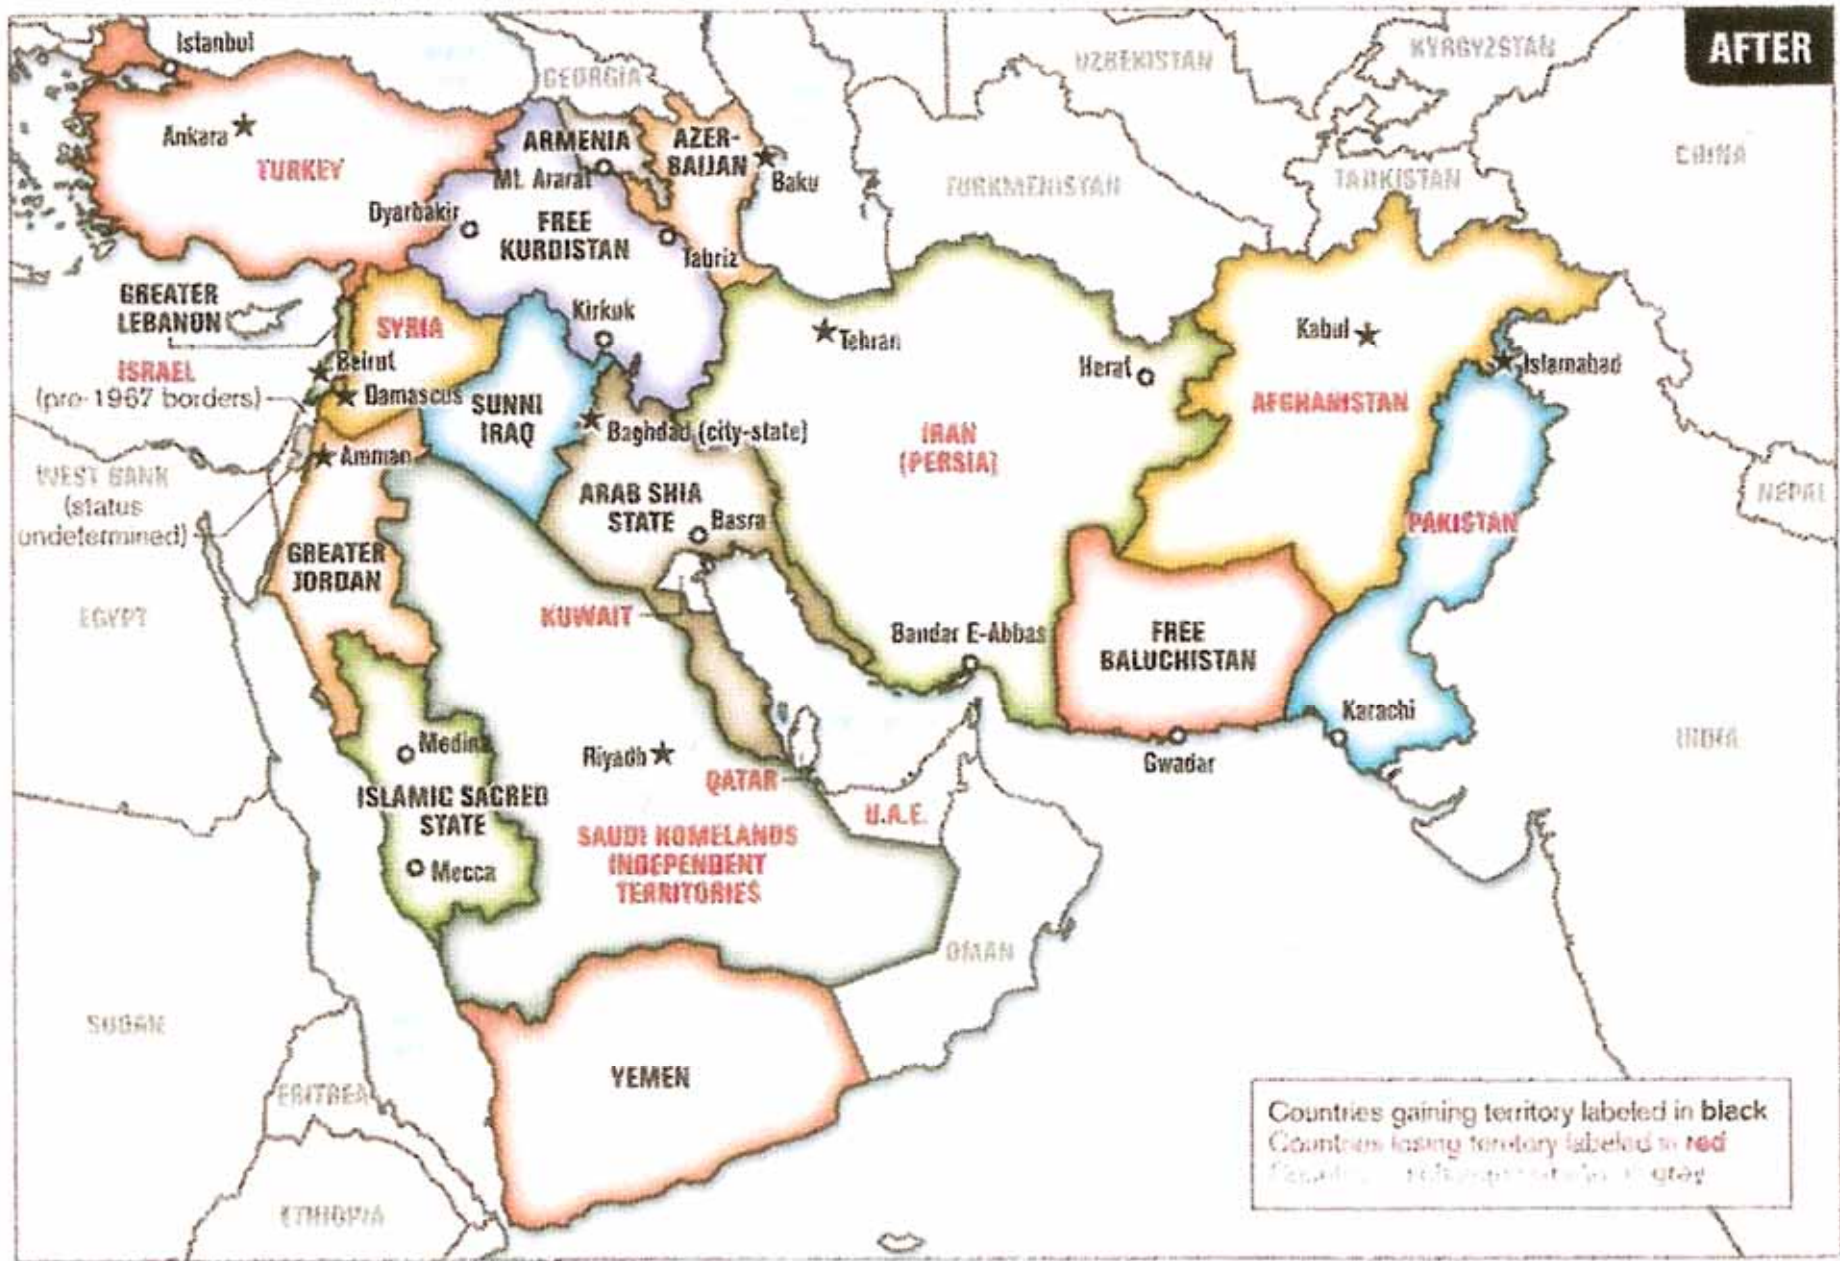 AFTER
Istanbul
GEORGIA
UZBEKISTAN
KYRGYZSTAN
Ankara
TURKEY
ARMENIA
AZER-
BAIJAN
Baku
TURKMENISTAN
TAJIKISTAN
CHINA
Mt. Ararat
Dyarbakir
FREE
KURDISTAN
Tabriz
GREATER
LEBANON
SYRIA
Kirkuk
Tehran
Herat
Kabul
Islamabad
ISRAEL
(pre-1967 borders)
Beirut
Damascus
SUNNI
IRAQ
Baghdad (city-state)
IRAN
(PERSIA)
AFGHANISTAN
Amman
WEST BANK
(status
undetermined)
ARAB SHIA
STATE
Basra
PAKISTAN
NEPAL
GREATER
JORDAN
EGYPT
KUWAIT
Bandar E-Abbas
FREE
BALUCHISTAN
Karachi
Gwadar
INDIA
Medina
Riyadh
QATAR
ISLAMIC SACRED
STATE
U.A.E.
SAUDI HOMELANDS
INDEPENDENT
TERRITORIES
Mecca
OMAN
SUDAN
YEMEN
ERITREA
ETHIOPIA
Countries gaining territory labeled in black
Countries losing territory labeled in red
gray